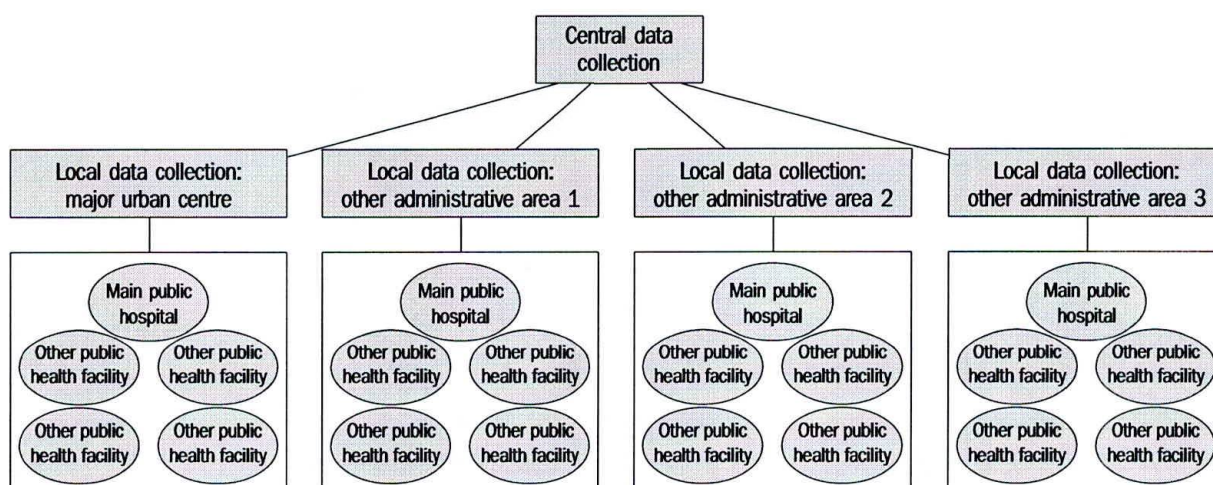 Central data
collection
Local data collection:
major urban centre
Local data collection:
other administrative area 1
Local data collection:
other administrative area 2
Local data collection:
other administrative area 3
Main public
hospital
Other public
health facility
Other public
health facility
Other public
health facility
Other public
health facility
Main public
hospital
Other public
health facility
Other public
health facility
Other public
health facility
Other public
health facility
Main public
hospital
Other public
health facility
Other public
health facility
Other public
health facility
Other public
health facility
Main public
hospital
Other public
health facility
Other public
health facility
Other public
health facility
Other public
health facility